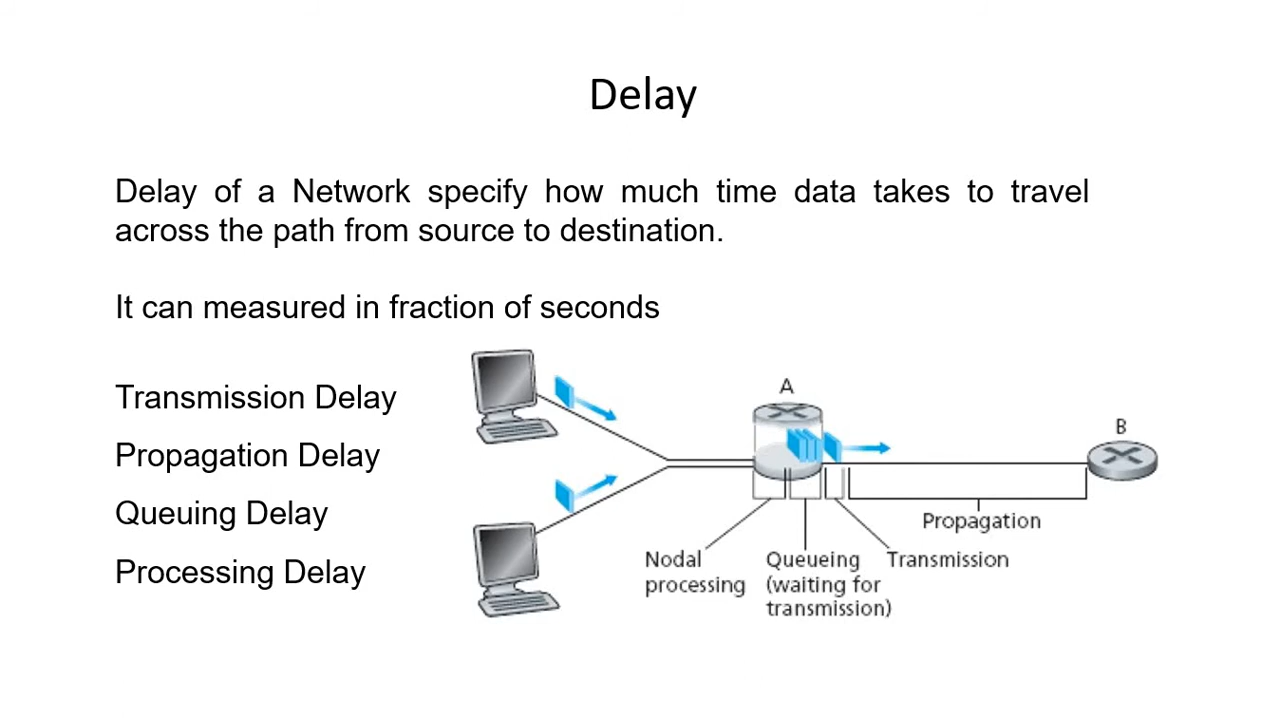 Delay
Delay of a Network specify how much time data takes to travel
across the path from source to destination.
It can measured in fraction of seconds
Transmission Delay
Propagation Delay
Queuing Delay
Processing Delay
A
B
Propagation
Nodal
processing
Queueing
(waiting for
transmission)
Transmission